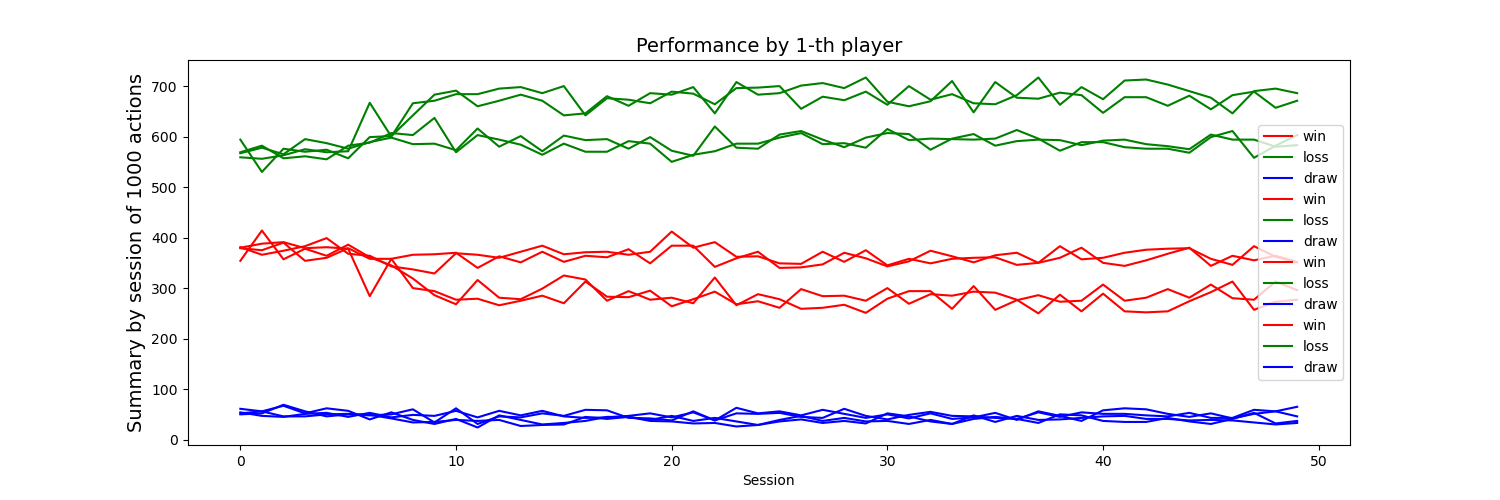 Performance by 1-th player
Summary by session of 1000 actions
700
600
500
400
300
200
100
0
win
loss
draw
win
loss
draw
win
loss
draw
win
loss
draw
0 10 20 30 40 50
Session